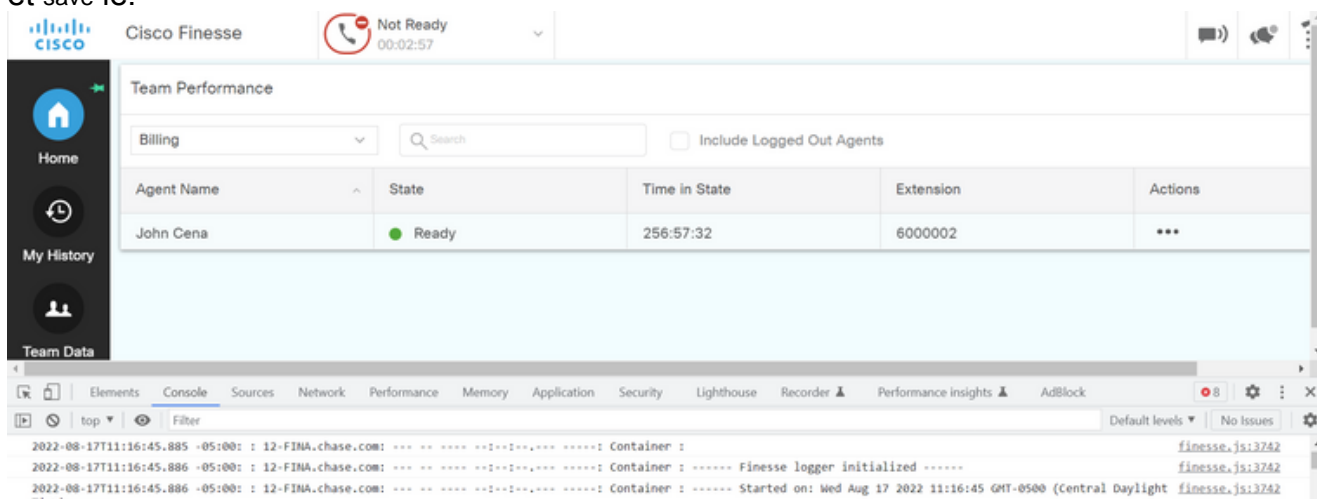 save
CISCO
Cisco Finesse
Not Ready
00:02:57
Team Performance
Home
Billing
Search
Include Logged Out Agents
Agent Name
State
Time in State
Extension
Actions
My History
John Cena
Ready
256:57:32
6000002
•••
Team Data
Elements Console Sources Network Performance Memory Application Security Lighthouse Recorder Performance insights AdBlock 8
top ▼ Filter Default levels ▼ No Issues
2022-08-17T11:16:45.885 -05:00: : 12-FINA.chase.com: --- -- ---- --:--:--.--- -----: Container : finesse.js:3742
2022-08-17T11:16:45.886 -05:00: : 12-FINA.chase.com: --- -- ---- --:--:--.--- -----: Container : ------ Finesse logger initialized ------ finesse.js:3742
2022-08-17T11:16:45.886 -05:00: : 12-FINA.chase.com: --- -- ---- --:--:--.--- -----: Container : ------ Started on: Wed Aug 17 2022 11:16:45 GMT-0500 (Central Daylight finesse.js:3742